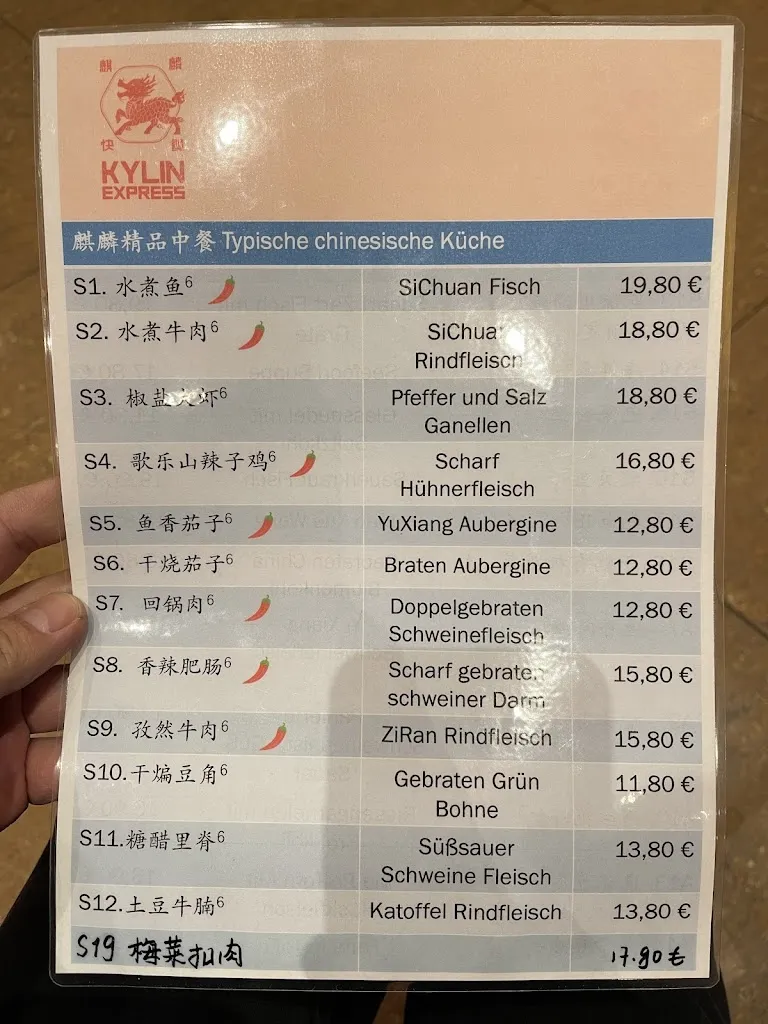 麒 麟
快
KYLIN
EXPRESS
麒麟精品中餐 Typische chinesische Küche
S1. 水煮鱼6 SiChuan Fisch 19,80 €
S2. 水煮牛肉6 SiChua 18,80 €
Rindfleisch
S3. 椒盐大虾6 Pfeffer und Salz 18,80 €
Ganellen
S4. 歌乐山辣子鸡6 Scharf 16,80 €
Hühnerfleisch
S5. 鱼香茄子6 YuXiang Aubergine 12,80 €
S6. 干烧茄子6 Braten Aubergine 12,80 €
S7. 回锅肉6 Doppelgebraten 12,80 €
Schweinefleisch
S8. 香辣肥肠6 Scharf gebraten 15,80 €
schweiner Darm
S9. 孜然牛肉6 ZiRan Rindfleisch 15,80 €
S10.干煸豆角6 Gebraten Grün 11,80 €
Bohne
S11.糖醋里脊6 Süßsauer 13,80 €
Schweine Fleisch
S12.土豆牛腩6 Katoffel Rindfleisch 13,80 €
S19 梅菜扣肉 17.90 €